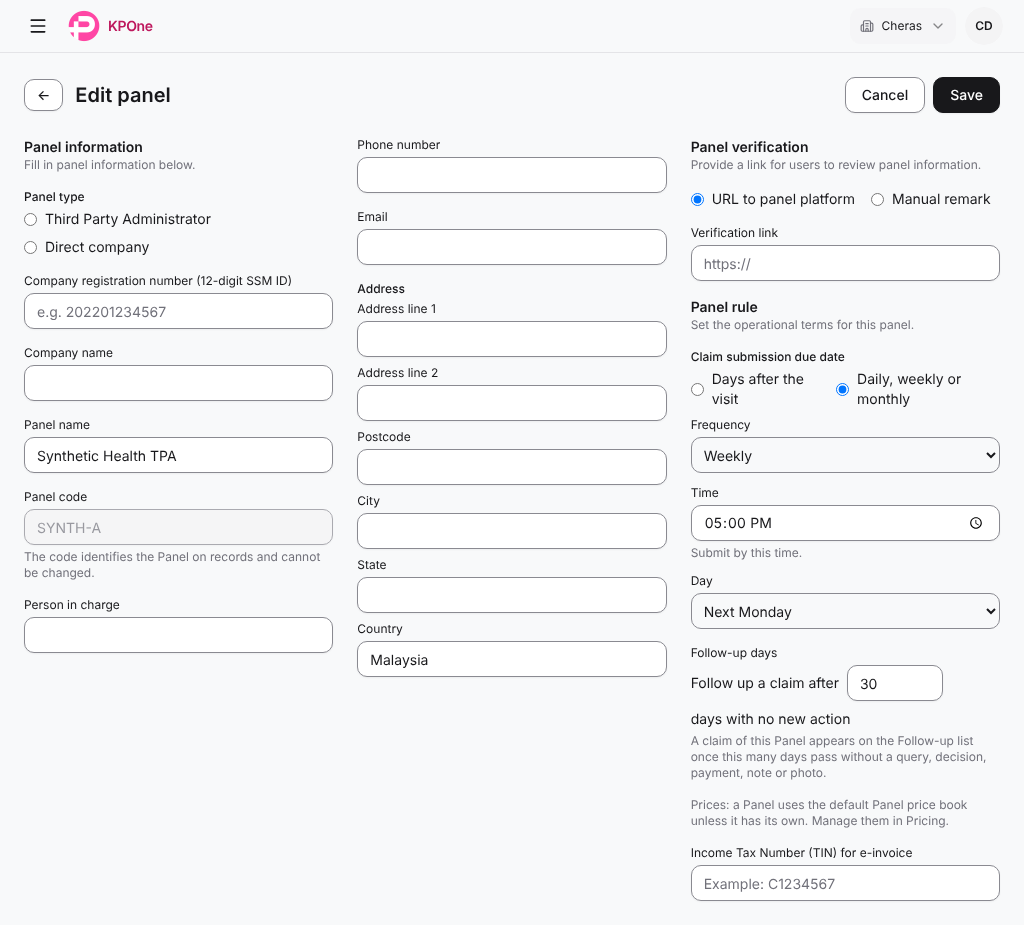 KPOne
Cheras
CD
Edit panel
Cancel
Save
Panel information
Fill in panel information below.
Panel type
Third Party Administrator
Direct company
Company registration number (12-digit SSM ID)
e.g. 202201234567
Company name
Panel name
Synthetic Health TPA
Panel code
SYNTH-A
The code identifies the Panel on records and cannot
be changed.
Person in charge
Phone number
Email
Address
Address line 1
Address line 2
Postcode
City
State
Country
Malaysia
Panel verification
Provide a link for users to review panel information.
URL to panel platform
Manual remark
Verification link
https://
Panel rule
Set the operational terms for this panel.
Claim submission due date
Days after the
visit
Daily, weekly or
monthly
Frequency
Weekly
Time
05:00 PM
Submit by this time.
Day
Next Monday
Follow-up days
Follow up a claim after 30
days with no new action
A claim of this Panel appears on the Follow-up list
once this many days pass without a query, decision,
payment, note or photo.
Prices: a Panel uses the default Panel price book
unless it has its own. Manage them in Pricing.
Income Tax Number (TIN) for e-invoice
Example: C1234567